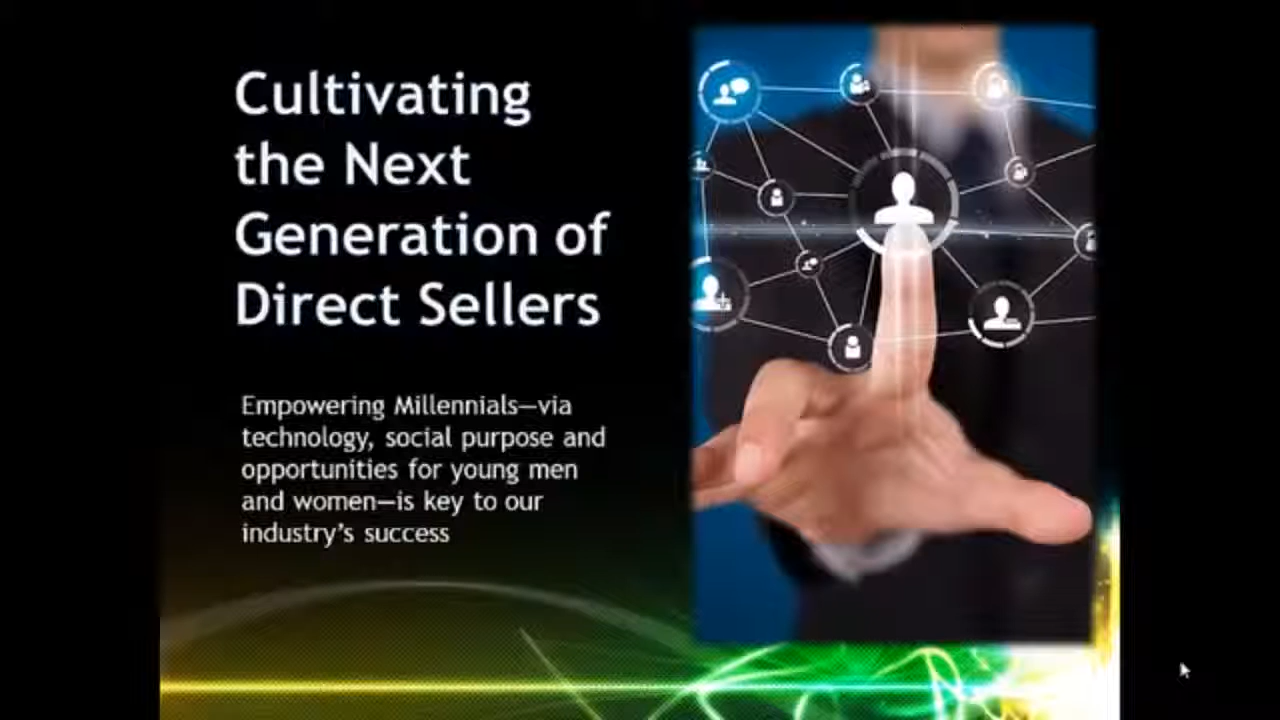 Cultivating
the Next
Generation of
Direct Sellers
Empowering Millennials—via
technology, social purpose and
opportunities for young men
and women—is key to our
industry's success